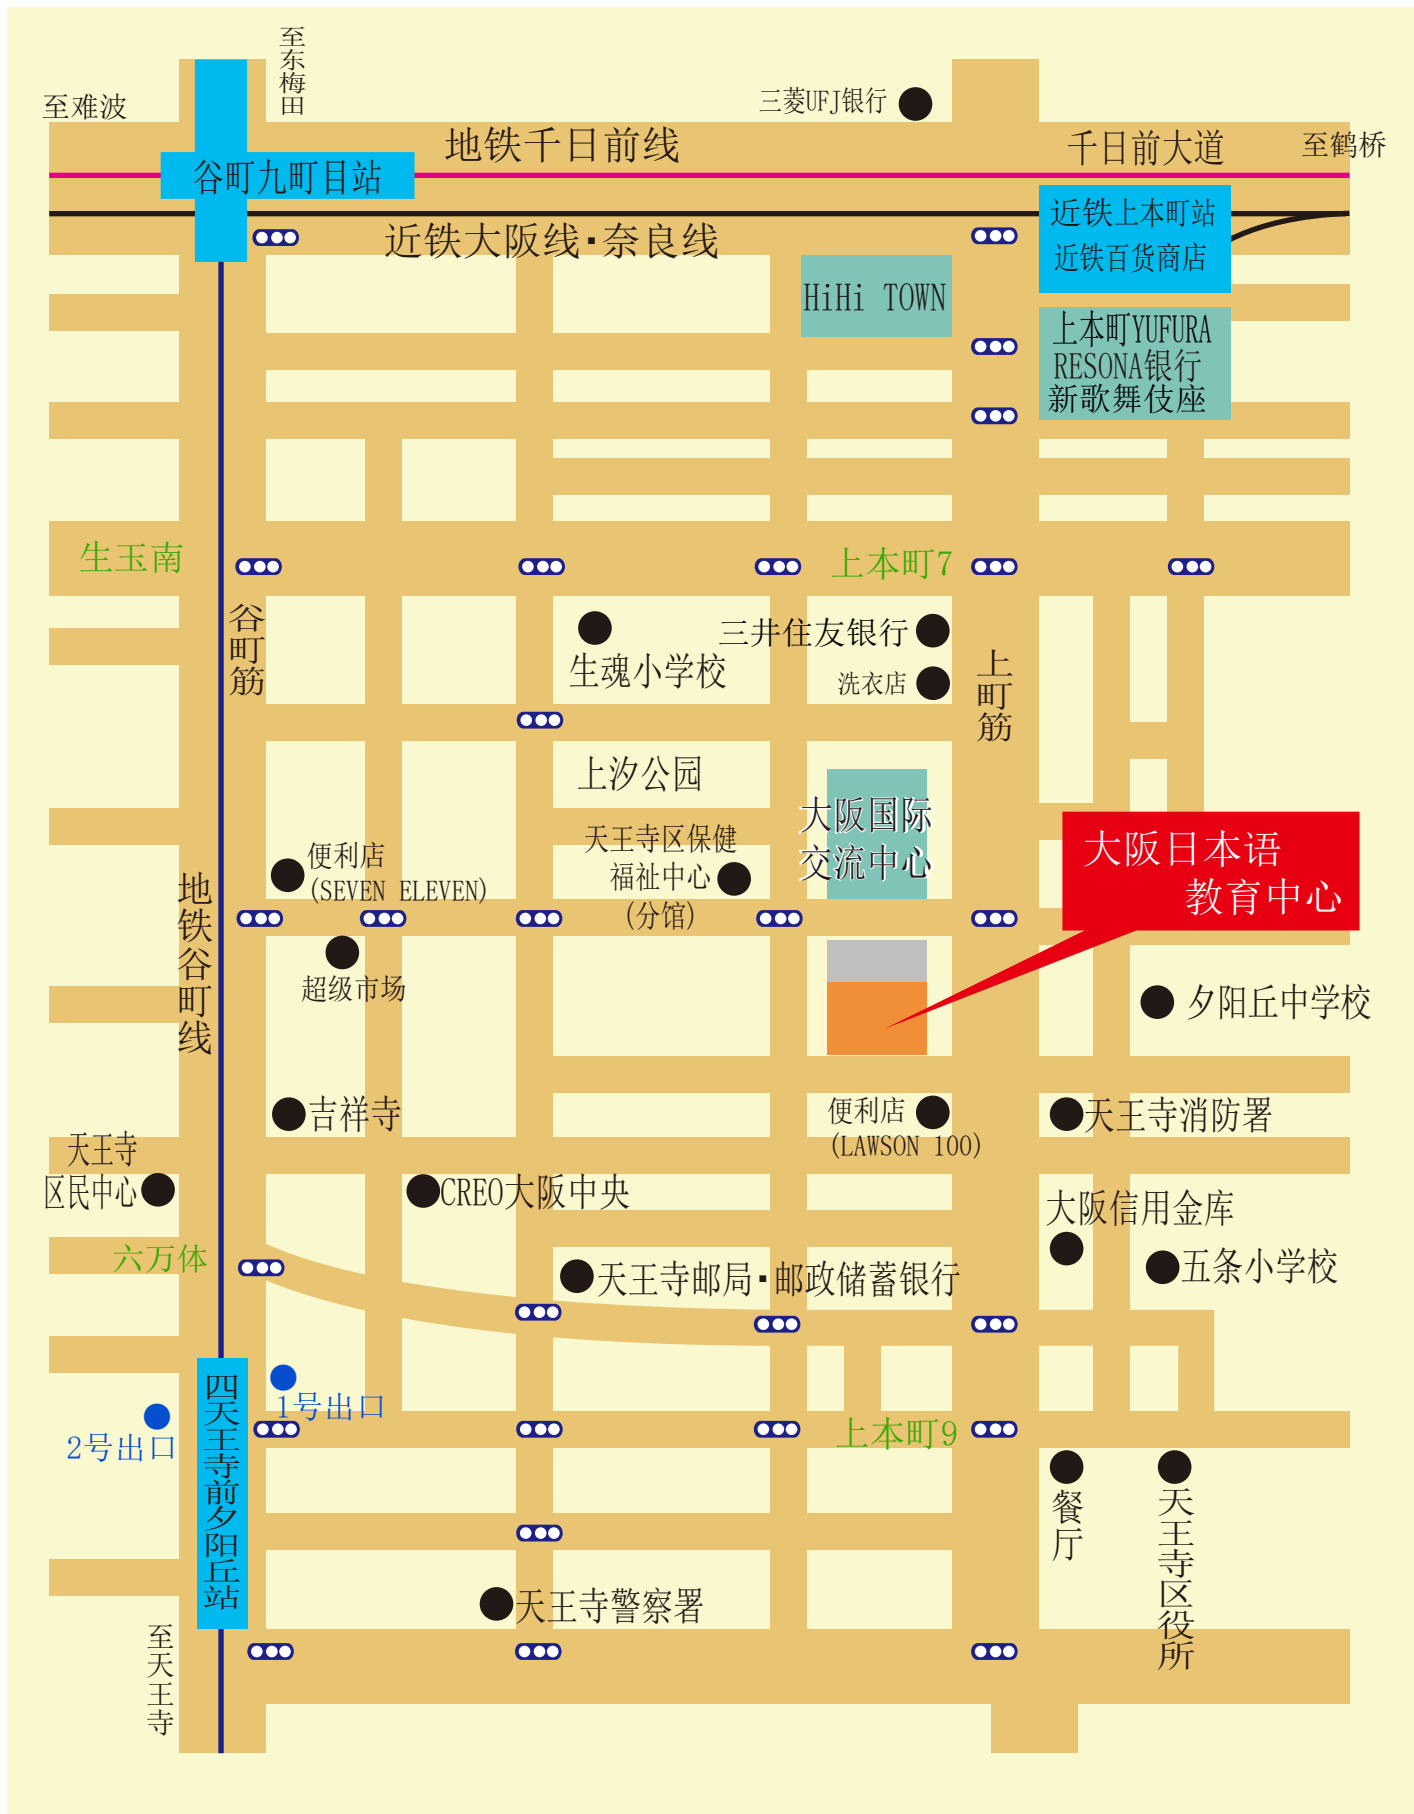 至东梅田
至难波
三菱UFJ银行
地铁千日前线
千日前大道
至鹤桥
谷町九町目站
近铁上本町站
近铁百货商店
近铁大阪线·奈良线
HiHi TOWN
上本町YUFURA
RESONA银行
新歌舞伎座
生玉南
上本町7
谷町筋
三井住友银行
生魂小学校
洗衣店
上町筋
上汐公园
大阪国际
交流中心
大阪日本语
教育中心
天王寺区保健
福祉中心
(分馆)
便利店
(SEVEN ELEVEN)
地铁谷町线
超级市场
夕阳丘中学校
吉祥寺
便利店
(LAWSON 100)
天王寺消防署
天王寺
区民中心
CREO大阪中央
大阪信用金库
六万体
天王寺邮局·邮政储蓄银行
五条小学校
1号出口
2号出口
四天王寺前夕阳丘站
上本町9
餐厅
天王寺区役所
天王寺警察署
至天王寺